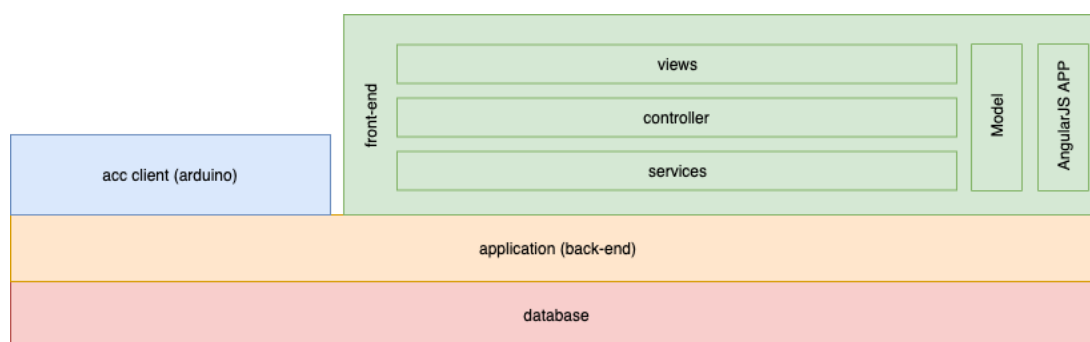 front-end
views
controller
services
Model
AngularJS APP
acc client (arduino)
application (back-end)
database